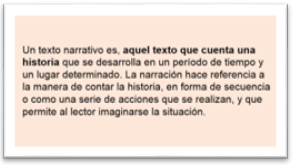 Un texto narrativo es, aquel texto que cuenta una
historia que se desarrolla en un período de tiempo y
un lugar determinado. La narración hace referencia a
la manera de contar la historia, en forma de secuencia
o como una serie de acciones que se realizan, y que
permite al lector imaginarse la situación.